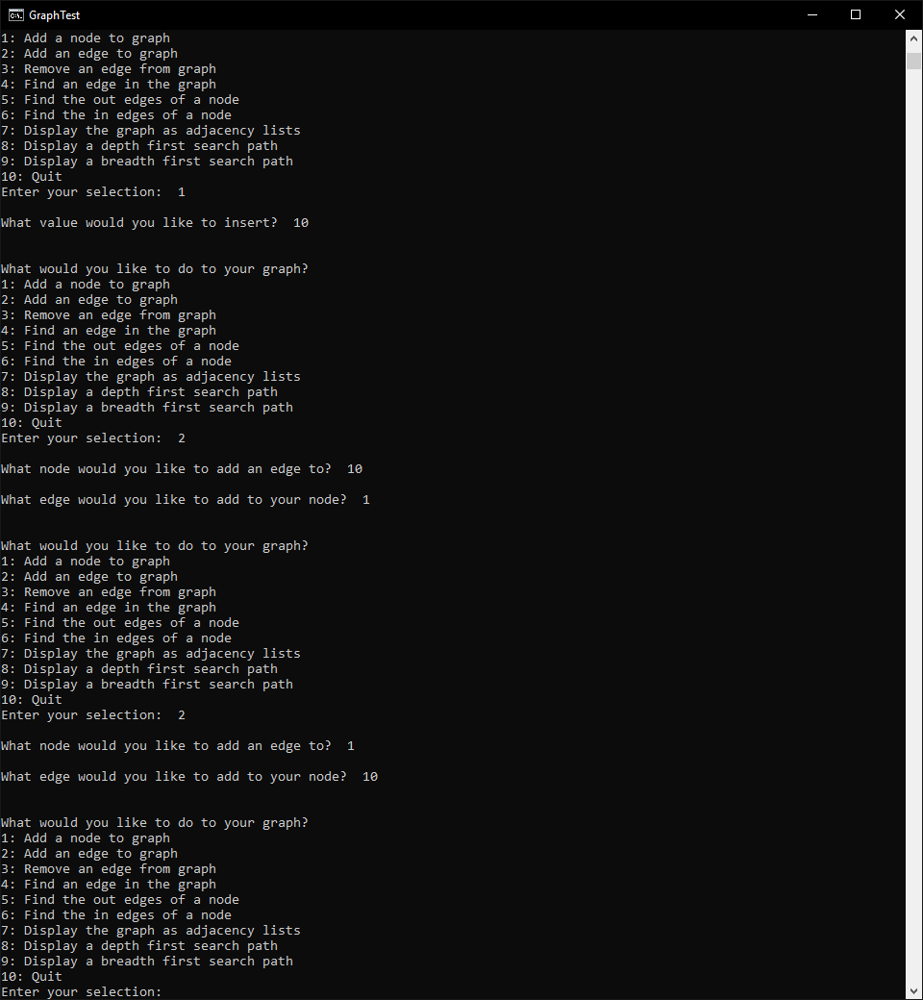 GraphTest
1: Add a node to graph
2: Add an edge to graph
3: Remove an edge from graph
4: Find an edge in the graph
5: Find the out edges of a node
6: Find the in edges of a node
7: Display the graph as adjacency lists
8: Display a depth first search path
9: Display a breadth first search path
10: Quit
Enter your selection:  1
What value would you like to insert?  10
What would you like to do to your graph?
1: Add a node to graph
2: Add an edge to graph
3: Remove an edge from graph
4: Find an edge in the graph
5: Find the out edges of a node
6: Find the in edges of a node
7: Display the graph as adjacency lists
8: Display a depth first search path
9: Display a breadth first search path
10: Quit
Enter your selection:  2
What node would you like to add an edge to?  10
What edge would you like to add to your node?  1
What would you like to do to your graph?
1: Add a node to graph
2: Add an edge to graph
3: Remove an edge from graph
4: Find an edge in the graph
5: Find the out edges of a node
6: Find the in edges of a node
7: Display the graph as adjacency lists
8: Display a depth first search path
9: Display a breadth first search path
10: Quit
Enter your selection:  2
What node would you like to add an edge to?  1
What edge would you like to add to your node?  10
What would you like to do to your graph?
1: Add a node to graph
2: Add an edge to graph
3: Remove an edge from graph
4: Find an edge in the graph
5: Find the out edges of a node
6: Find the in edges of a node
7: Display the graph as adjacency lists
8: Display a depth first search path
9: Display a breadth first search path
10: Quit
Enter your selection: